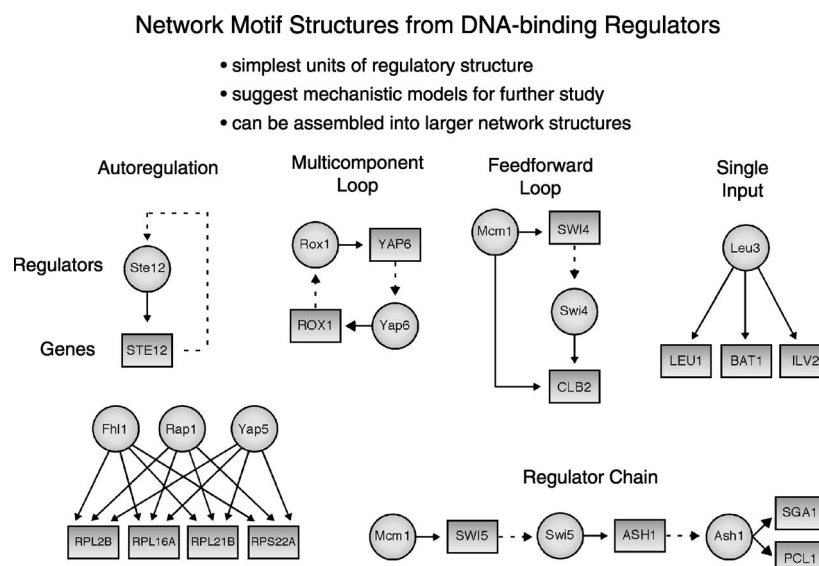 Network Motif Structures from DNA-binding Regulators
• simplest units of regulatory structure
• suggest mechanistic models for further study
• can be assembled into larger network structures
Autoregulation
Multicomponent
Loop
Feedforward
Loop
Single
Input
Regulators
Genes
Ste12
STE12
Rox1
YAP6
ROX1
Yap6
Mcm1
SWI4
Swi4
CLB2
Leu3
LEU1
BAT1
ILV2
Fhl1
Rap1
Yap5
RPL2B
RPL16A
RPL21B
RPS22A
Regulator Chain
Mcm1
SWI5
Swi5
ASH1
Ash1
SGA1
PCL1